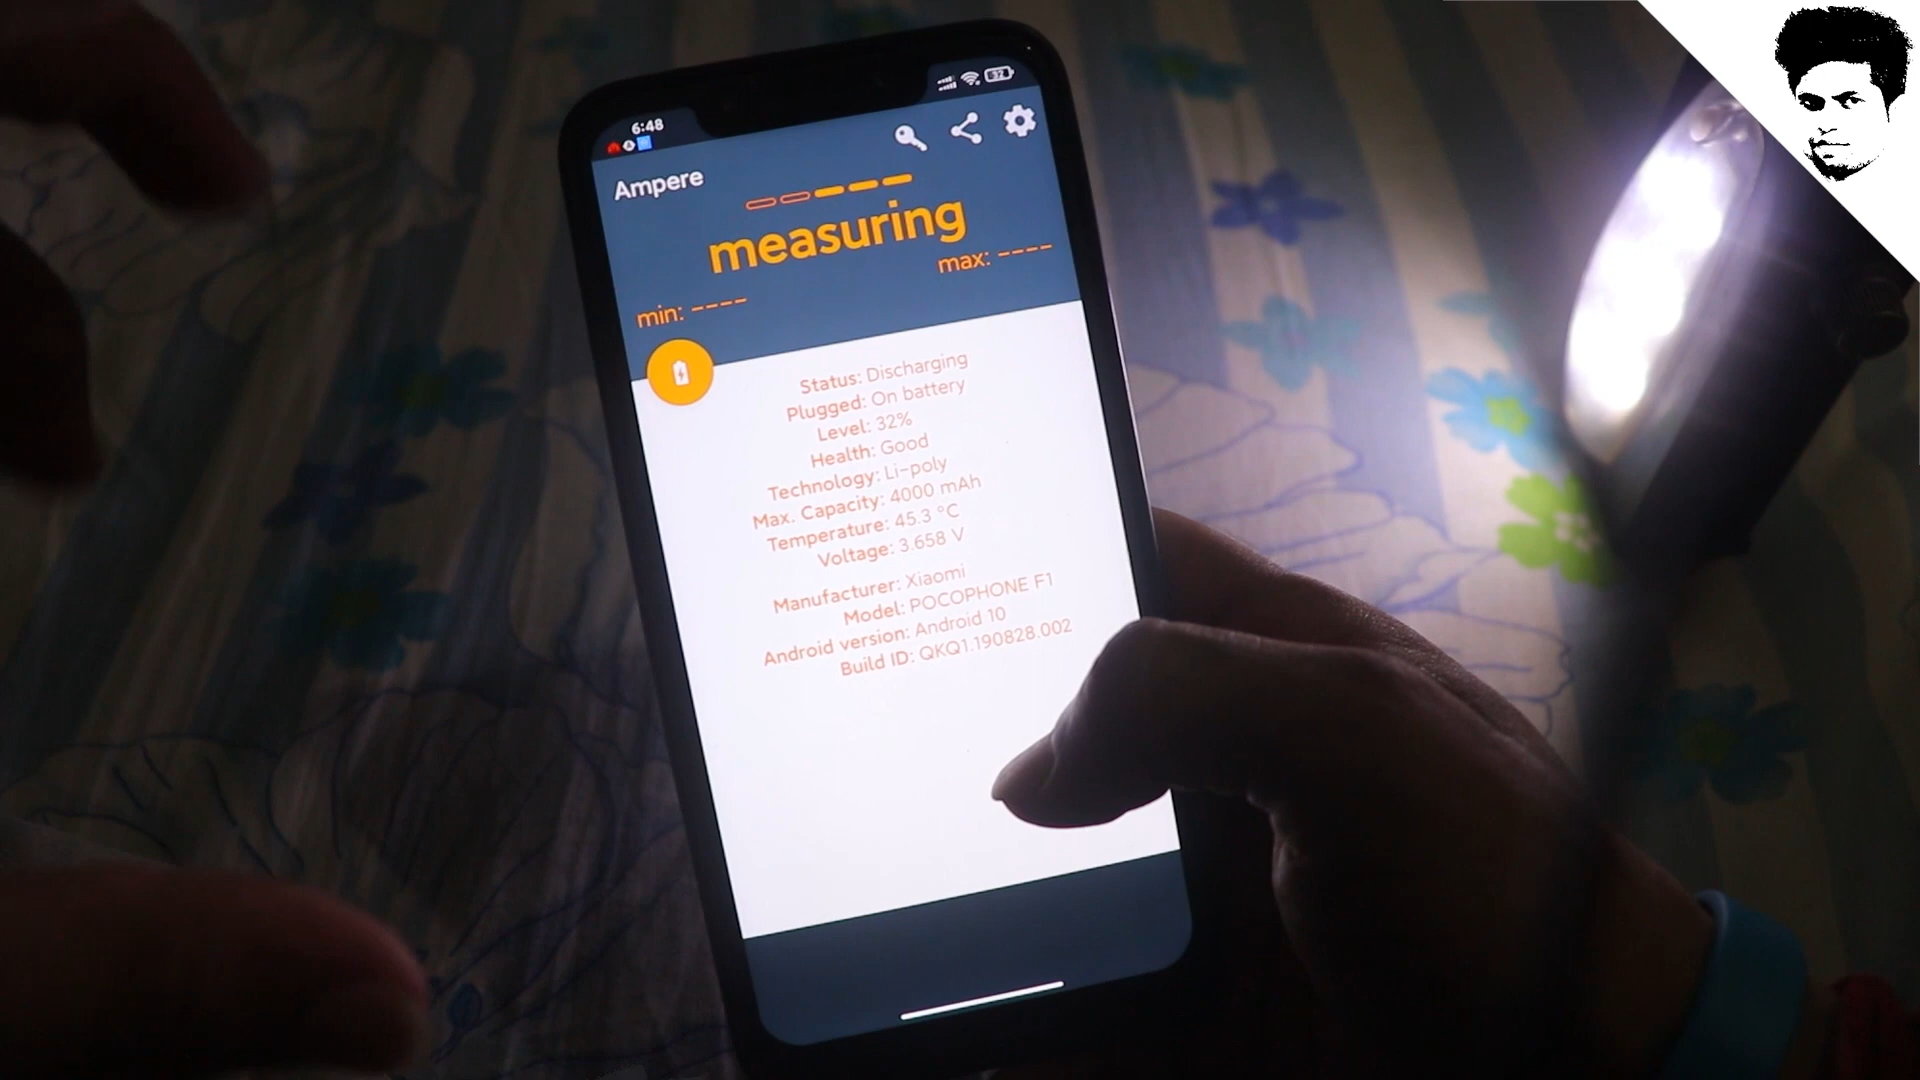 6:48
32
Ampere
measuring
max: ----
min: ----
Status: Discharging
Plugged: On battery
Level: 32%
Health: Good
Technology: Li-poly
Max. Capacity: 4000 mAh
Temperature: 45.3 °C
Voltage: 3.658 V
Manufacturer: Xiaomi
Model: POCOPHONE F1
Android version: Android 10
Build ID: QKQ1.190828.002